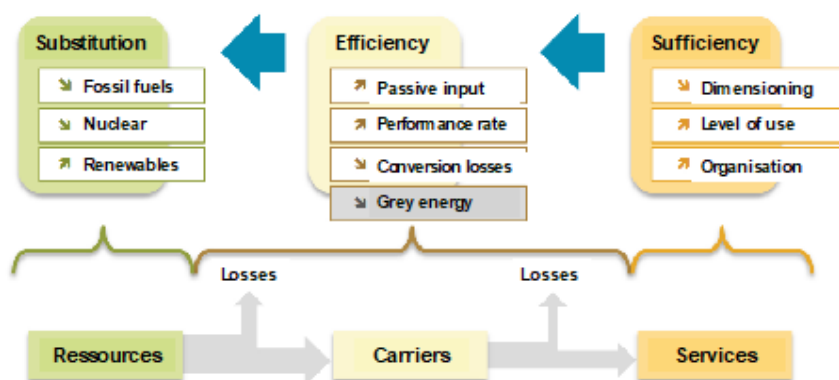 Substitution
Fossil fuels
Nuclear
Renewables
Efficiency
Passive input
Performance rate
Conversion losses
Grey energy
Sufficiency
Dimensioning
Level of use
Organisation
Losses
Losses
Ressources
Carriers
Services